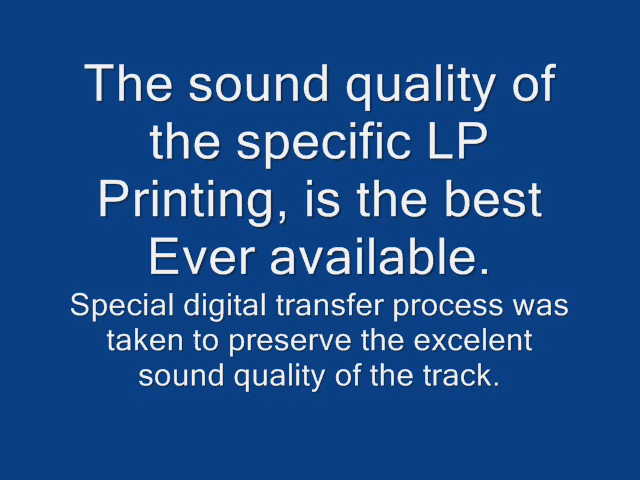 The sound quality of
the specific LP
Printing, is the best
Ever available.
Special digital transfer process was
taken to preserve the excelent
sound quality of the track.